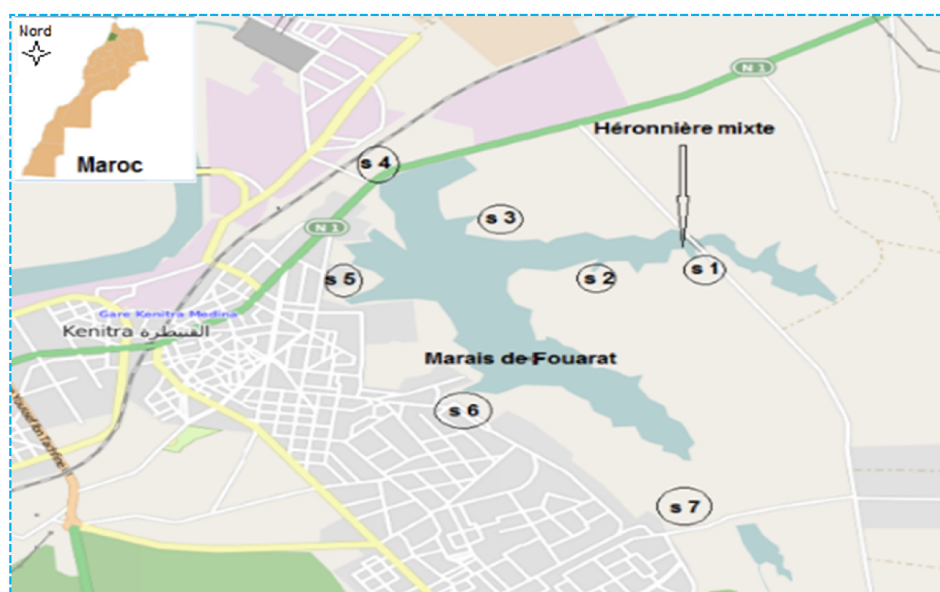 Nord
Maroc
N 1
Héronnière mixte
s 4
s 3
N 1
s 5
s 2
s 1
Gare Kenitra Medina
Kenitra القنيطرة
Marais de Fouarat
s 6
s 7